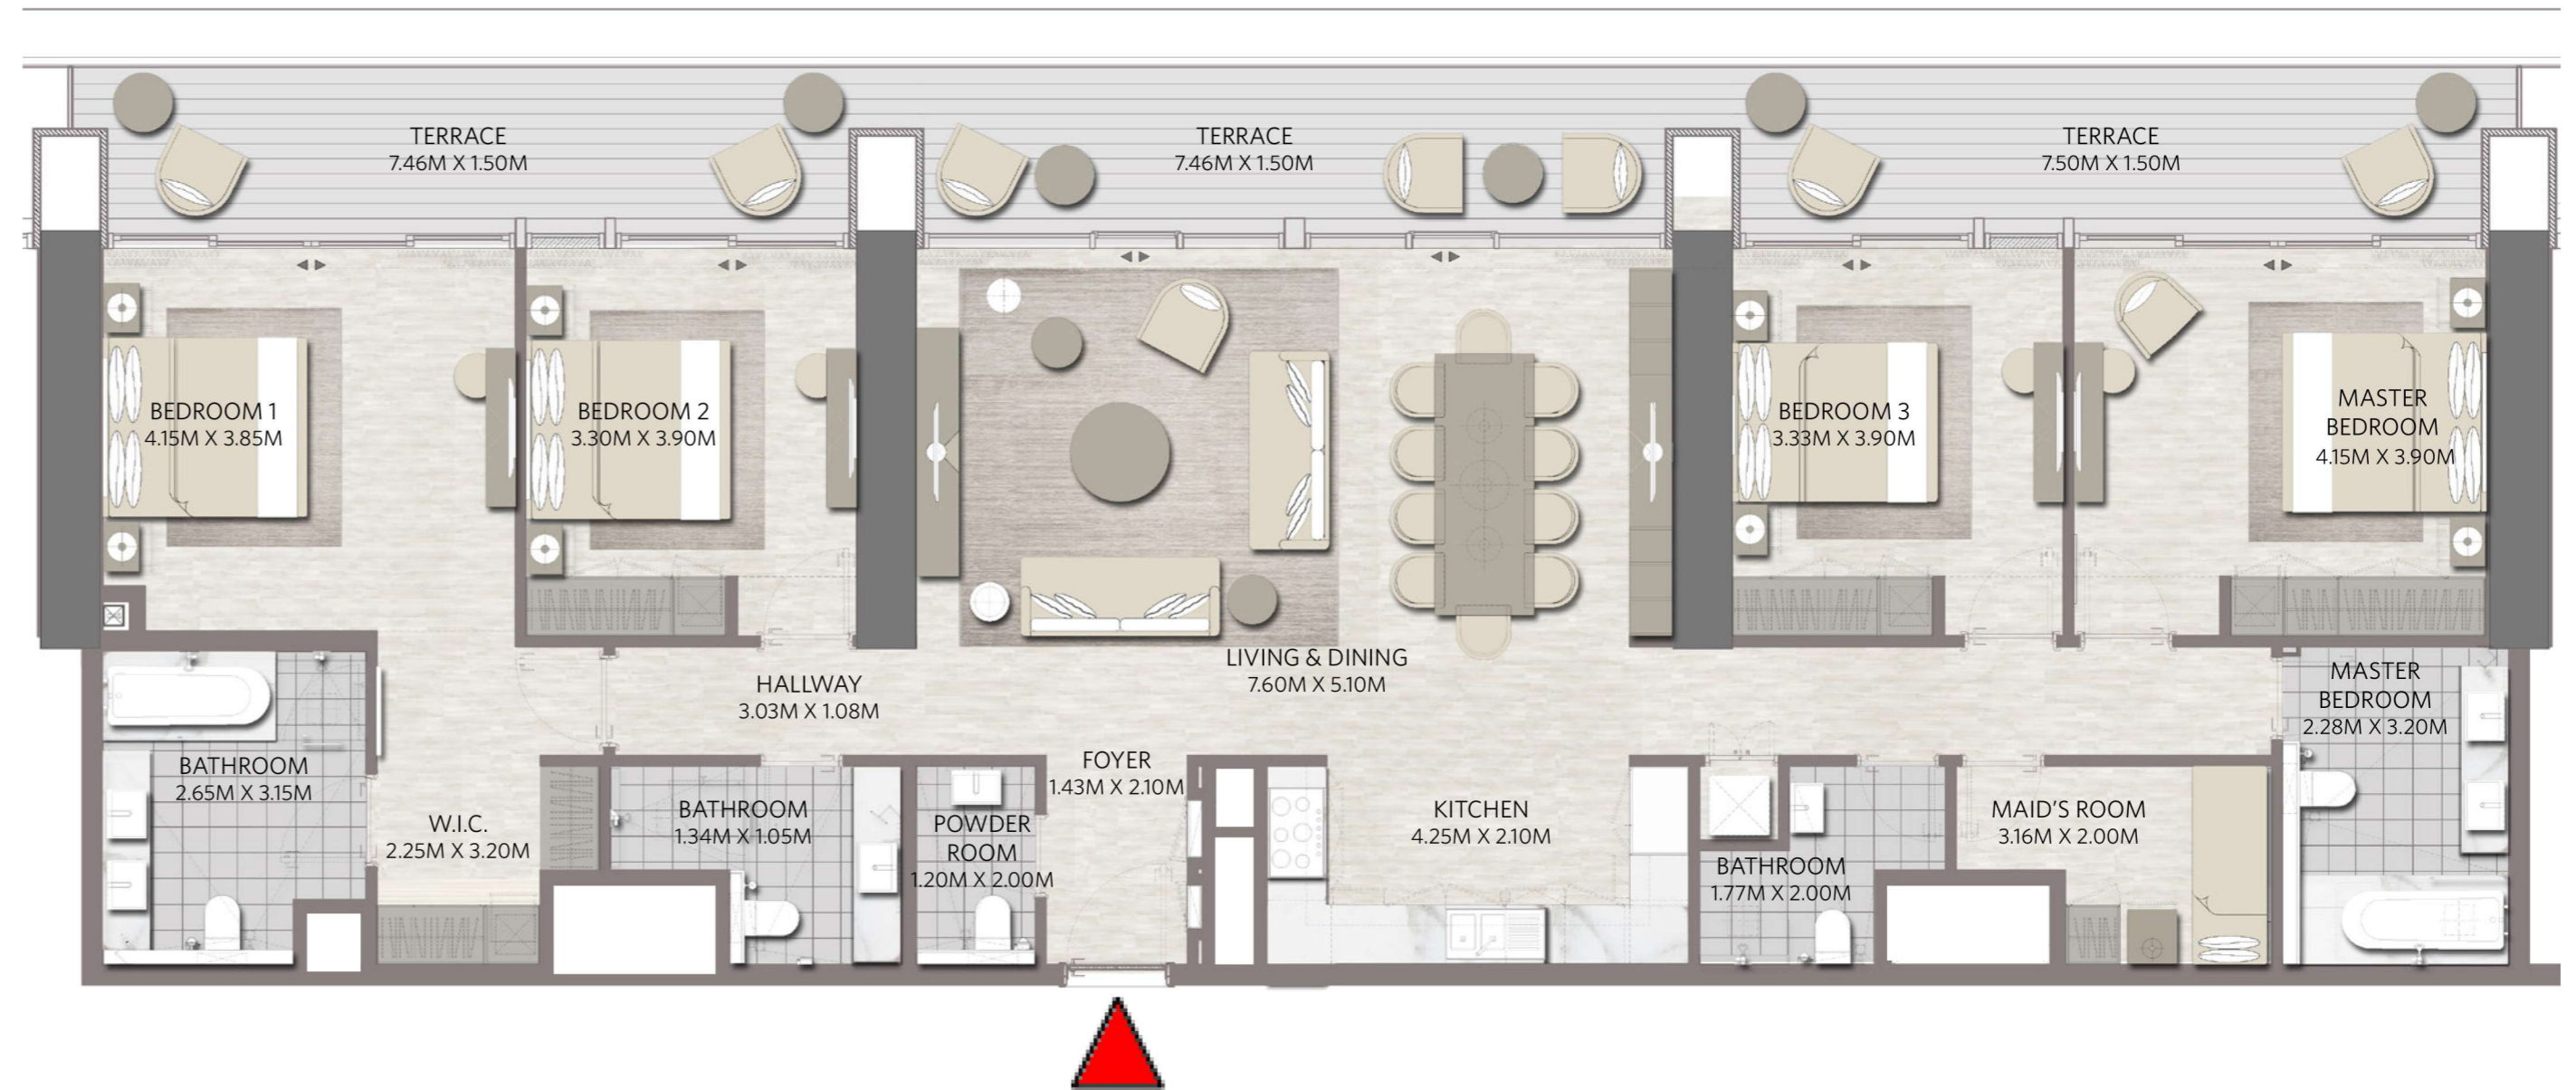 TERRACE
7.46M X 1.50M
TERRACE
7.46M X 1.50M
TERRACE
7.50M X 1.50M
BEDROOM 1
4.15M X 3.85M
BEDROOM 2
3.30M X 3.90M
BEDROOM 3
3.33M X 3.90M
MASTER
BEDROOM
4.15M X 3.90M
LIVING & DINING
7.60M X 5.10M
HALLWAY
3.03M X 1.08M
MASTER
BEDROOM
2.28M X 3.20M
BATHROOM
2.65M X 3.15M
W.I.C.
2.25M X 3.20M
BATHROOM
1.34M X 1.05M
POWDER
ROOM
1.20M X 2.00M
FOYER
1.43M X 2.10M
KITCHEN
4.25M X 2.10M
BATHROOM
1.77M X 2.00M
MAID'S ROOM
3.16M X 2.00M